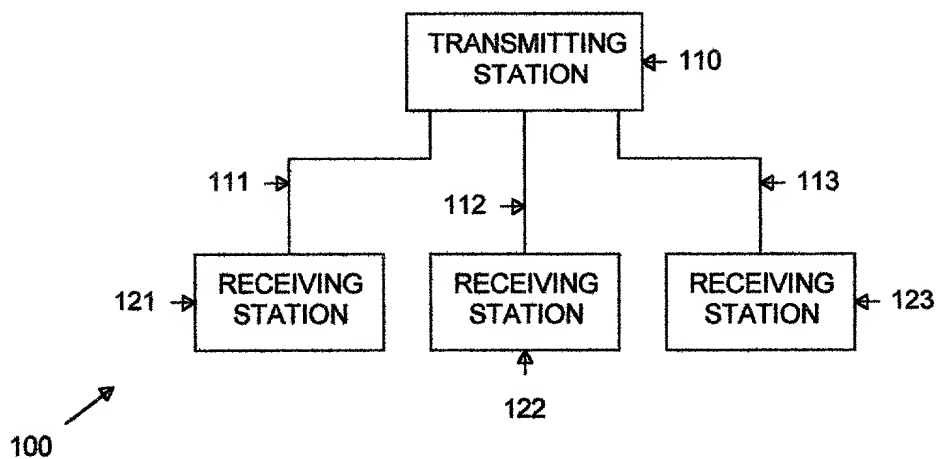 TRANSMITTING
STATION
110
111
112
113
RECEIVING
STATION
RECEIVING
STATION
RECEIVING
STATION
121
123
122
100